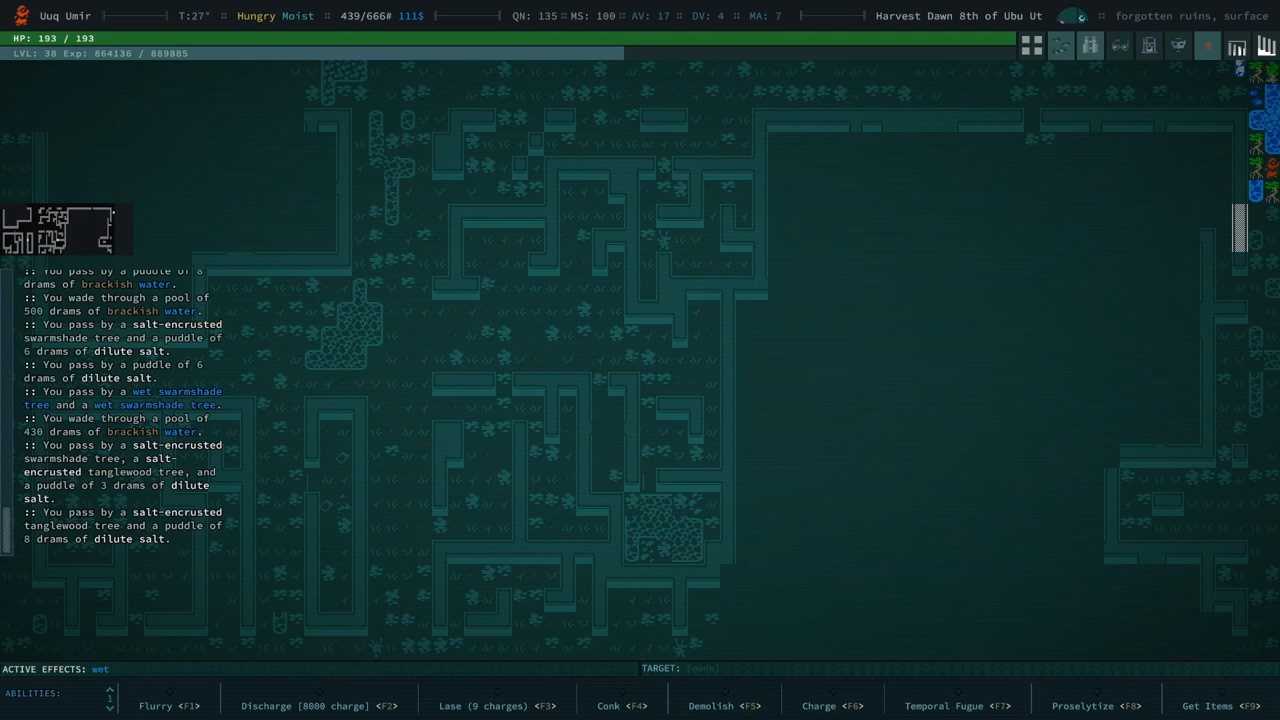 Uuq Umir T:27° Hungry Moist 439/666# 111$ QN: 135 MS: 100 AV: 17 DV: 4 MA: 7 Harvest Dawn 8th of Ubu Ut forgotten ruins, surface
HP: 193 / 193
LVL: 38 Exp: 864136 / 889885
:: You pass by a puddle of 8
drams of brackish water.
:: You wade through a pool of
500 drams of brackish water.
:: You pass by a salt-encrusted
swarmshade tree and a puddle of
6 drams of dilute salt.
:: You pass by a puddle of 6
drams of dilute salt.
:: You pass by a wet swarmshade
tree and a wet swarmshade tree.
:: You wade through a pool of
430 drams of brackish water.
:: You pass by a salt-encrusted
swarmshade tree, a salt-
encrusted tanglewood tree, and
a puddle of 3 drams of dilute
salt.
:: You pass by a salt-encrusted
tanglewood tree and a puddle of
8 drams of dilute salt.
ACTIVE EFFECTS: wet
TARGET: [none]
ABILITIES: 1 Flurry <F1> Discharge [8000 charge] <F2> Lase (9 charges) <F3> Conk <F4> Demolish <F5> Charge <F6> Temporal Fugue <F7> Proselytize <F8> Get Items <F9>